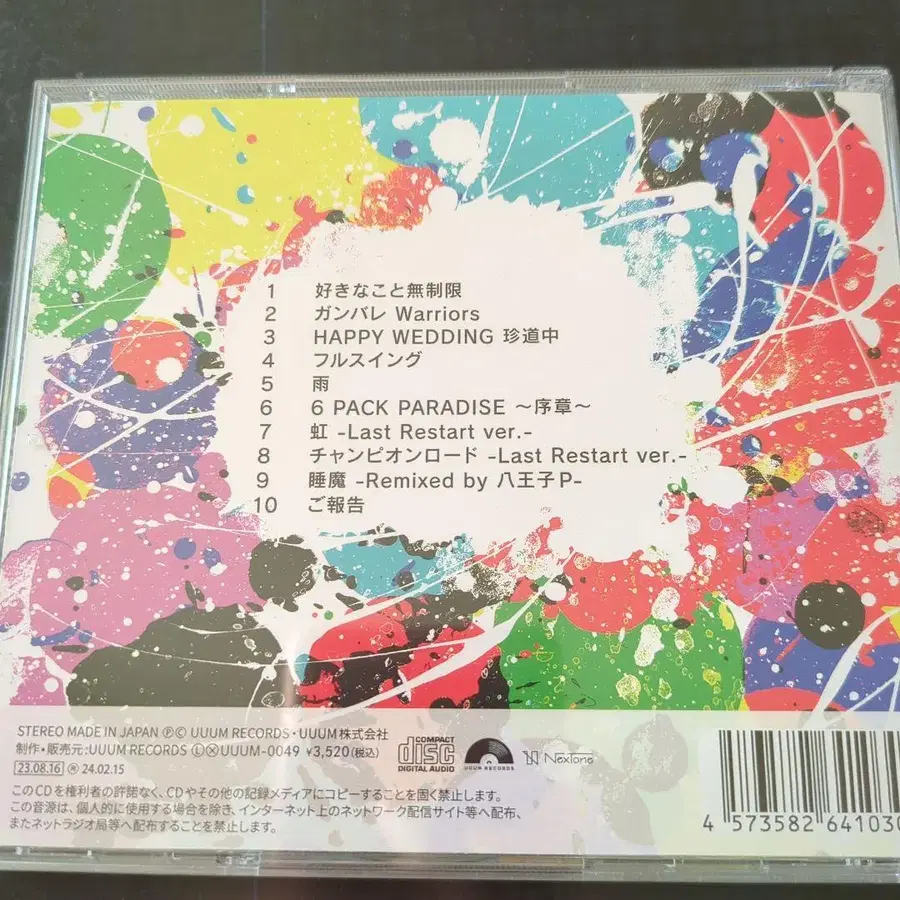 1 好きなこと無制限
2 ガンバレ Warriors
3 HAPPY WEDDING 珍道中
4 フルスイング
5 雨
6 6 PACK PARADISE ～序章～
7 虹 -Last Restart ver.-
8 チャンピオンロード -Last Restart ver.-
9 睡魔 -Remixed by 八王子P-
10 ご報告
STEREO MADE IN JAPAN ⓅⒸ UUUM RECORDS・UUUM株式会社
制作・販売元:UUUM RECORDS ⓁⓍUUUM-0049 ¥3,520(税込)
23.08.16 Ⓡ 24.02.15
COMPACT disc DIGITAL AUDIO
UUUM RECORDS
NexTone
このCDを権利者の許諾なく、CDやその他の記録メディアにコピーすることを固く禁止します。
この音源は、個人的に使用する場合を除き、インターネット上のネットワーク配信サイト等へ配布、
またネットラジオ局等へ配布することを禁止します。
4 573582 641030